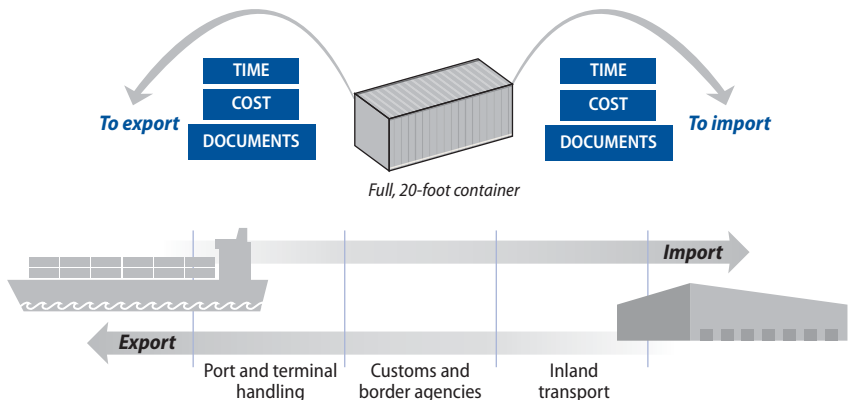 TIME
COST
DOCUMENTS
To export
TIME
COST
DOCUMENTS
To import
Full, 20-foot container
Import
Export
Port and terminal
handling
Customs and
border agencies
Inland
transport